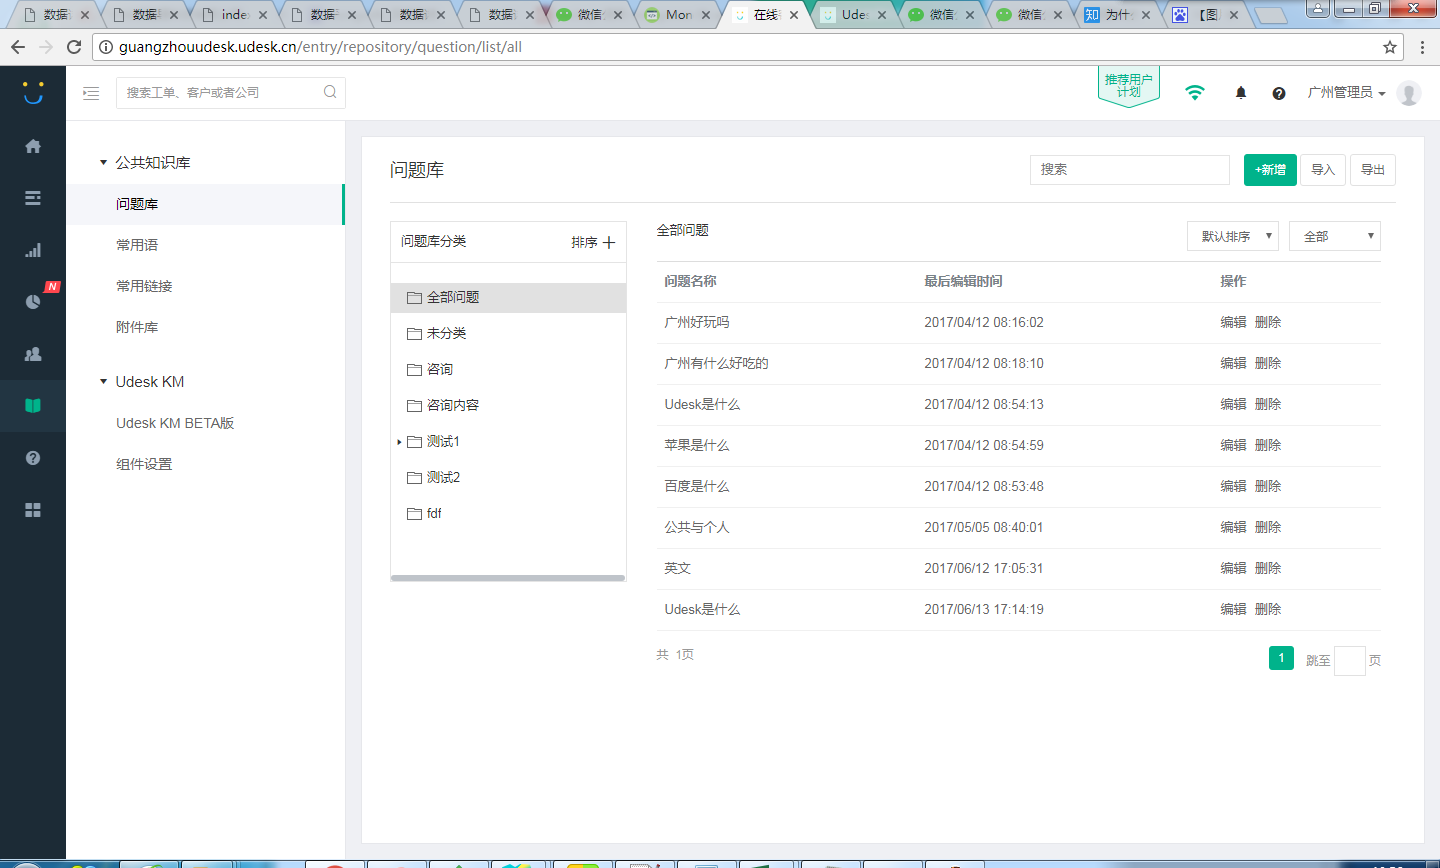 数据
数据
inde
数据
数据
数据
微信公
Mon
在线
Ude
微信公
微信公
知 为什
【图
guangzhouudesk.udesk.cn/entry/repository/question/list/all
搜索工单、客户或者公司
推荐用户
计划
广州管理员
N
公共知识库
问题库
常用语
常用链接
附件库
Udesk KM
Udesk KM BETA版
组件设置
问题库
搜索
+新增
导入
导出
问题库分类
排序
全部问题
未分类
咨询
咨询内容
测试1
测试2
fdf
全部问题
默认排序
全部
问题名称 最后编辑时间 操作
广州好玩吗 2017/04/12 08:16:02 编辑 删除
广州有什么好吃的 2017/04/12 08:18:10 编辑 删除
Udesk是什么 2017/04/12 08:54:13 编辑 删除
苹果是什么 2017/04/12 08:54:59 编辑 删除
百度是什么 2017/04/12 08:53:48 编辑 删除
公共与个人 2017/05/05 08:40:01 编辑 删除
英文 2017/06/12 17:05:31 编辑 删除
Udesk是什么 2017/06/13 17:14:19 编辑 删除
共 1页
1 跳至 页